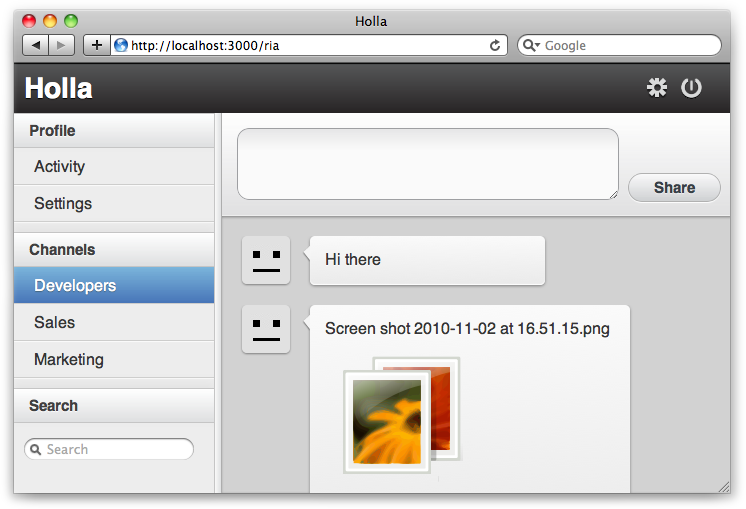 Holla
http://localhost:3000/ria
Google
Holla
Profile
Activity
Settings
Channels
Developers
Sales
Marketing
Search
Search
Share
Hi there
Screen shot 2010-11-02 at 16.51.15.png